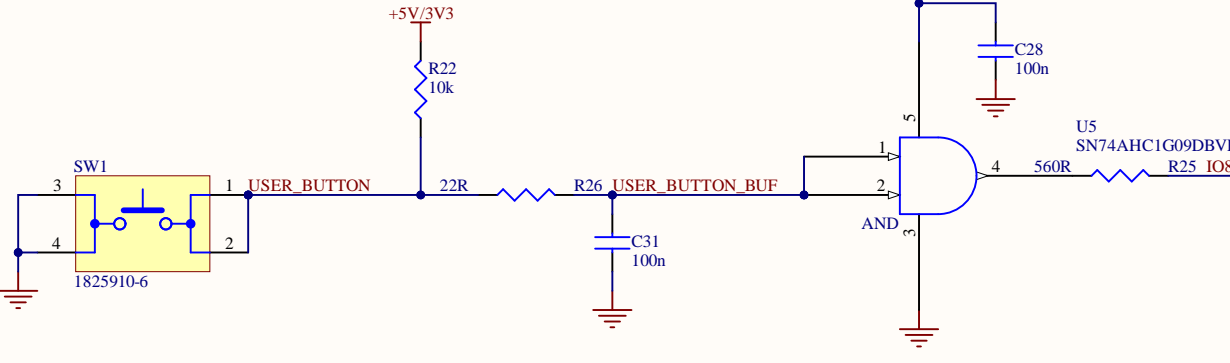 +5V/3V3
R22
10k
C28
100n
5
U5
SN74AHC1G09DBV
SW1
3
1
USER_BUTTON
22R
R26
USER_BUTTON_BUF
1
2
4
560R
R25
IO8
4
2
AND
3
C31
100n
1825910-6